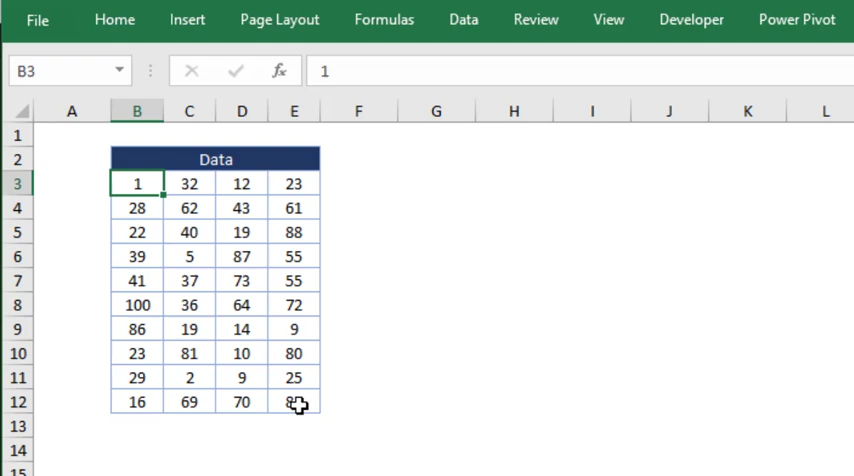 File Home Insert Page Layout Formulas Data Review View Developer Power Pivot
B3 fx 1
A B C D E F G H I J K L
1
2 Data
3 1 32 12 23
4 28 62 43 61
5 22 40 19 88
6 39 5 87 55
7 41 37 73 55
8 100 36 64 72
9 86 19 14 9
10 23 81 10 80
11 29 2 9 25
12 16 69 70
13
14
15